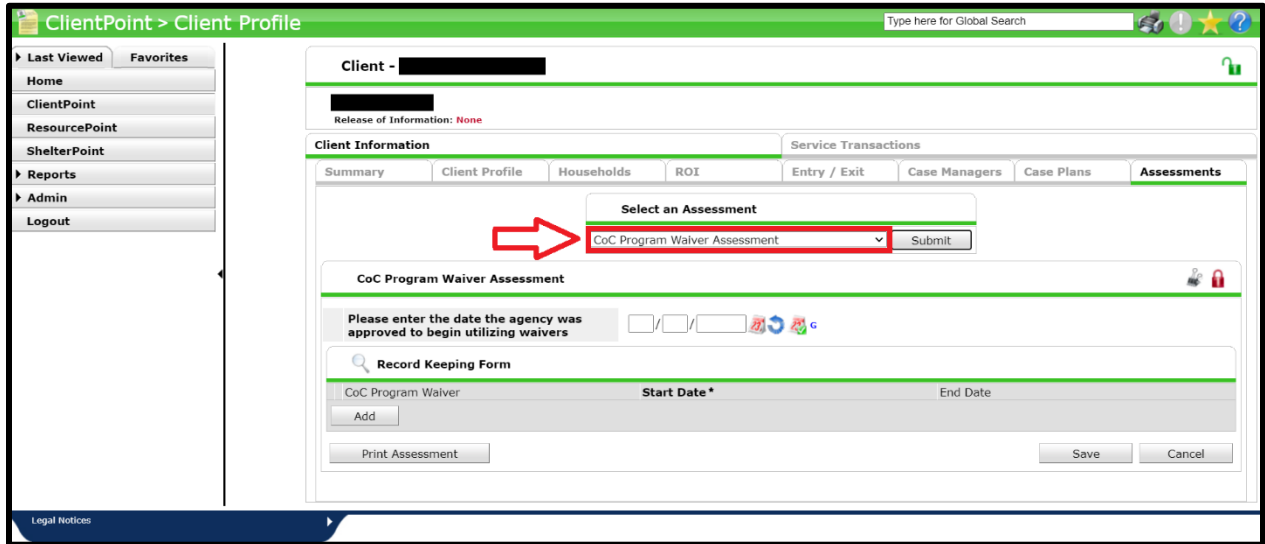 ClientPoint > Client Profile
Type here for Global Search
Last Viewed Favorites
Home
ClientPoint
ResourcePoint
ShelterPoint
Reports
Admin
Logout
Client -
Release of Information: None
Client Information Service Transactions
Summary Client Profile Households ROI Entry / Exit Case Managers Case Plans Assessments
Select an Assessment
CoC Program Waiver Assessment Submit
CoC Program Waiver Assessment
Please enter the date the agency was
approved to begin utilizing waivers
/ / G
Record Keeping Form
CoC Program Waiver Start Date* End Date
Add
Print Assessment Save Cancel
Legal Notices